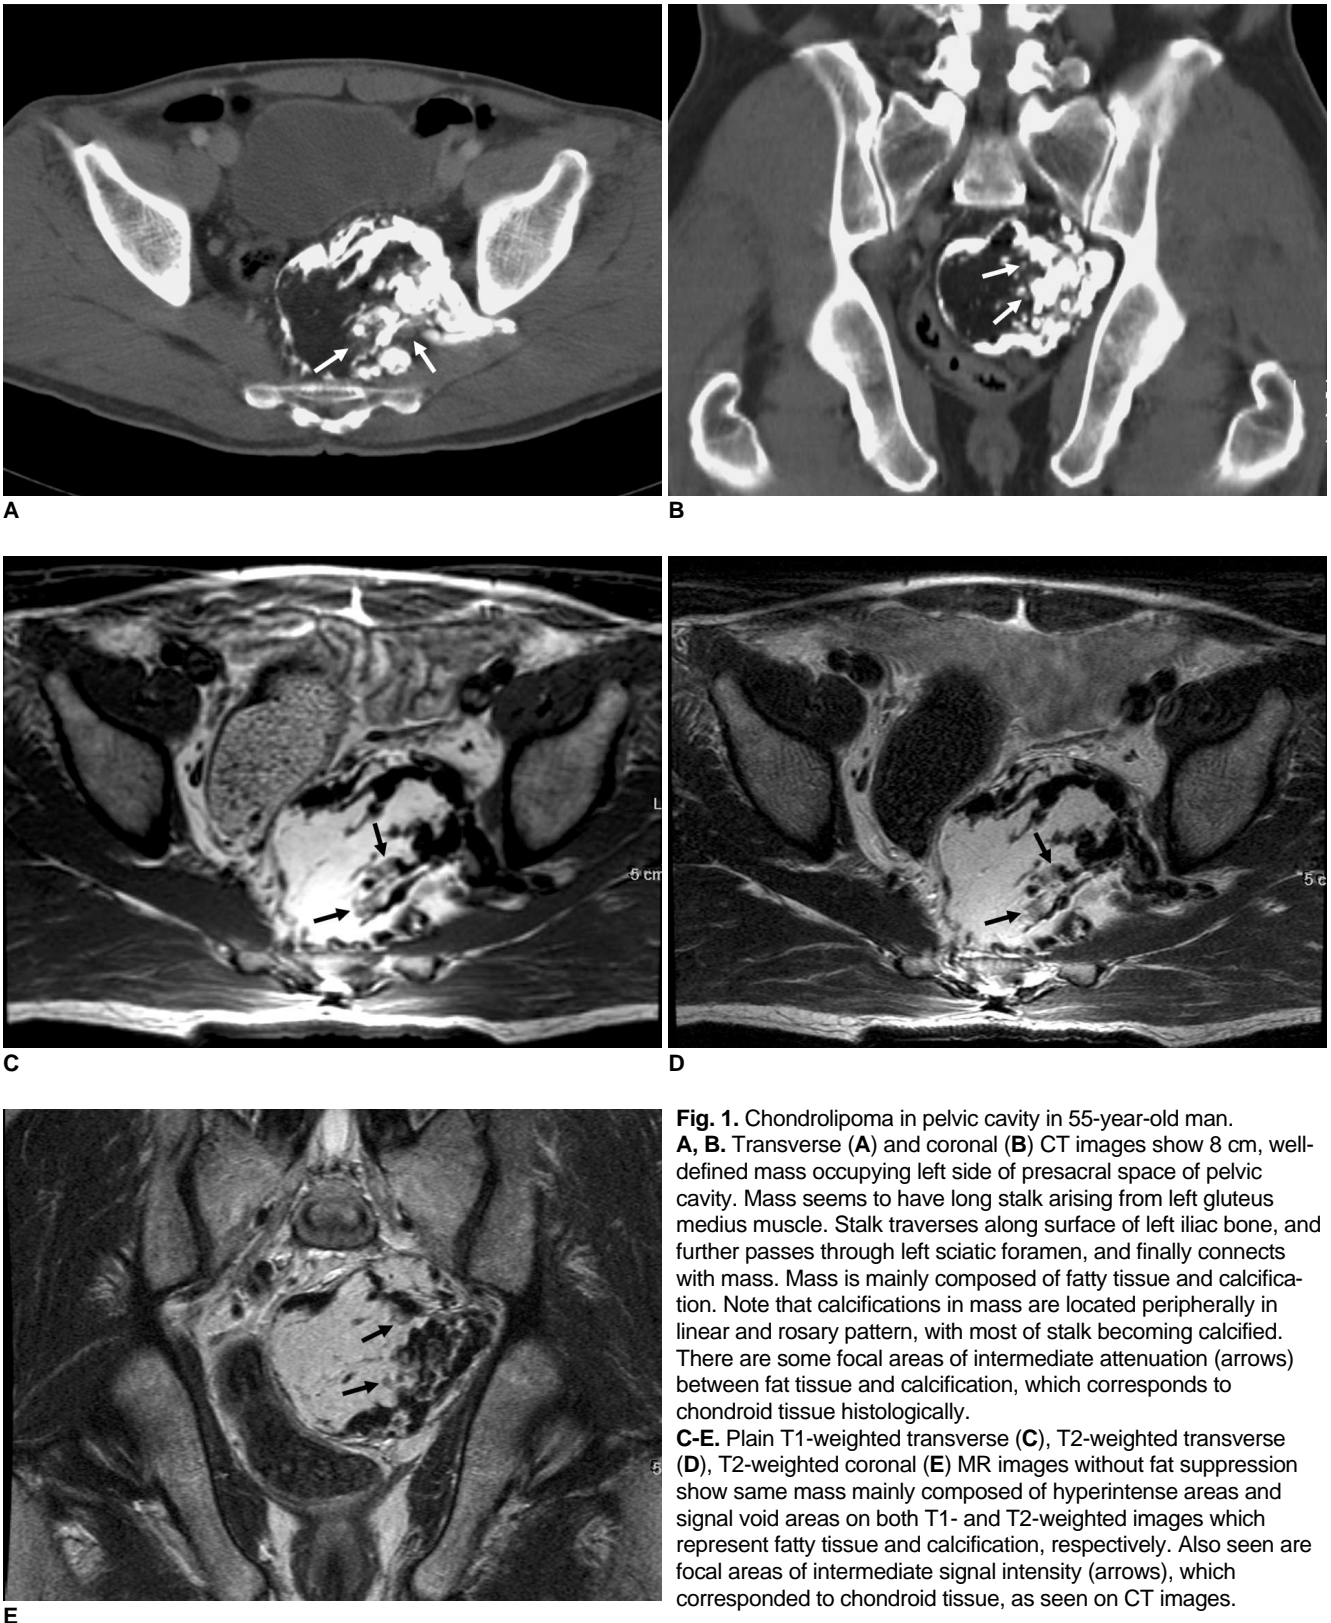 A
B
L
5 cm
5 c
C
D
5
E
Fig. 1. Chondrolipoma in pelvic cavity in 55-year-old man.
A, B. Transverse (A) and coronal (B) CT images show 8 cm, well-
defined mass occupying left side of presacral space of pelvic
cavity. Mass seems to have long stalk arising from left gluteus
medius muscle. Stalk traverses along surface of left iliac bone, and
further passes through left sciatic foramen, and finally connects
with mass. Mass is mainly composed of fatty tissue and calcifica-
tion. Note that calcifications in mass are located peripherally in
linear and rosary pattern, with most of stalk becoming calcified.
There are some focal areas of intermediate attenuation (arrows)
between fat tissue and calcification, which corresponds to
chondroid tissue histologically.
C-E. Plain T1-weighted transverse (C), T2-weighted transverse
(D), T2-weighted coronal (E) MR images without fat suppression
show same mass mainly composed of hyperintense areas and
signal void areas on both T1- and T2-weighted images which
represent fatty tissue and calcification, respectively. Also seen are
focal areas of intermediate signal intensity (arrows), which
corresponded to chondroid tissue, as seen on CT images.